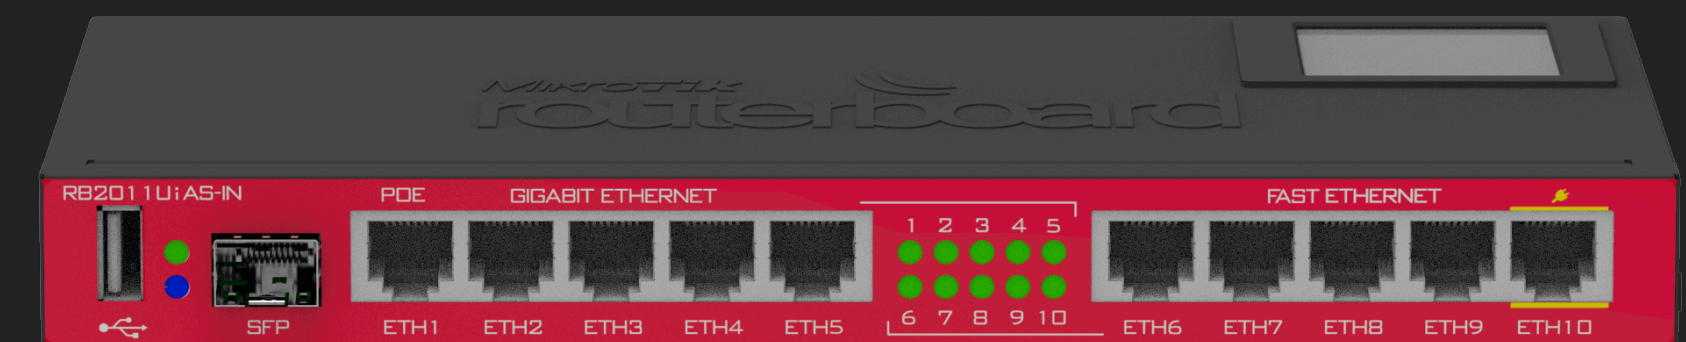 MikroTik
routerboard
RB2011UiAS-IN
POE
GIGABIT ETHERNET
FAST ETHERNET
1 2 3 4 5
6 7 8 9 10
SFP
ETH1 ETH2 ETH3 ETH4 ETH5
ETH6 ETH7 ETH8 ETH9 ETH10